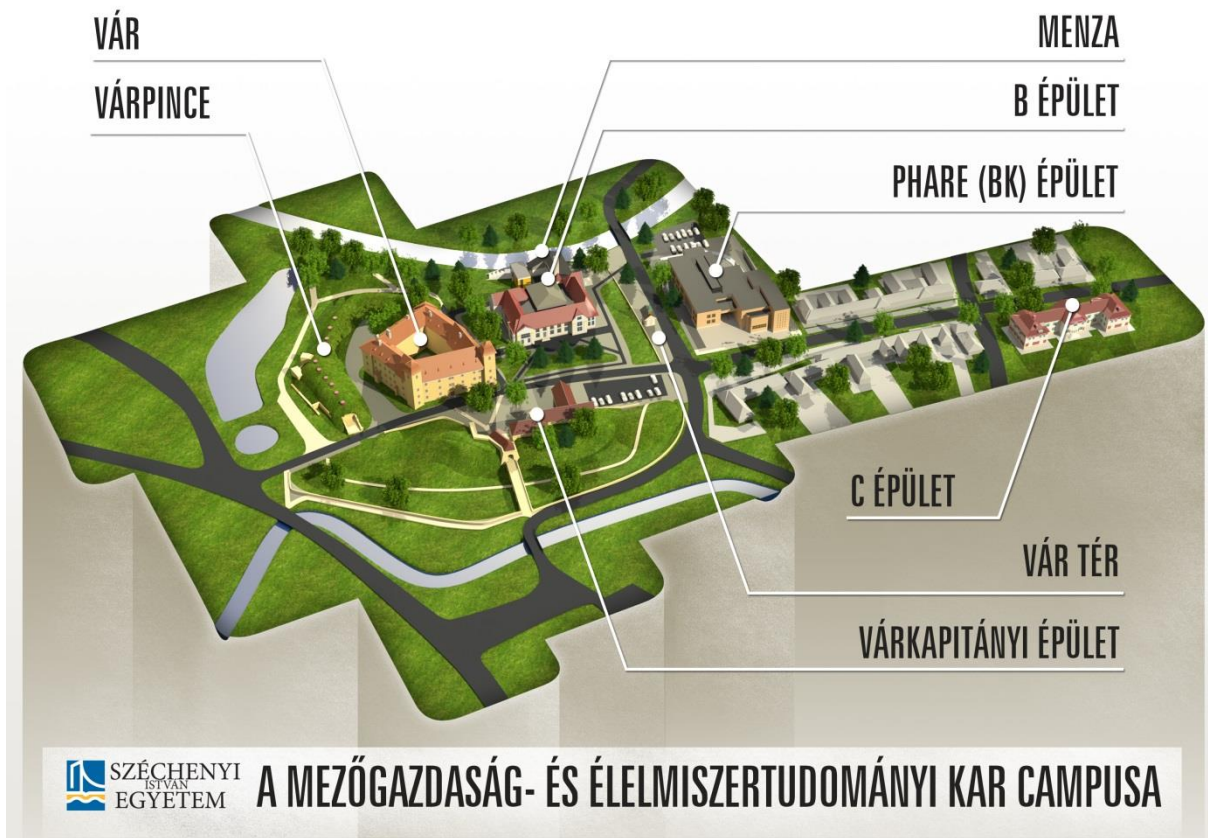 VÁR
VÁRPINCE
MENZA
B ÉPÜLET
PHARE (BK) ÉPÜLET
C ÉPÜLET
VÁR TÉR
VÁRKAPITÁNYI ÉPÜLET
SZÉCHENYI
ISTVÁN
EGYETEM
A MEZŐGAZDASÁG- ÉS ÉLELMISZERTUDOMÁNYI KAR CAMPUSA